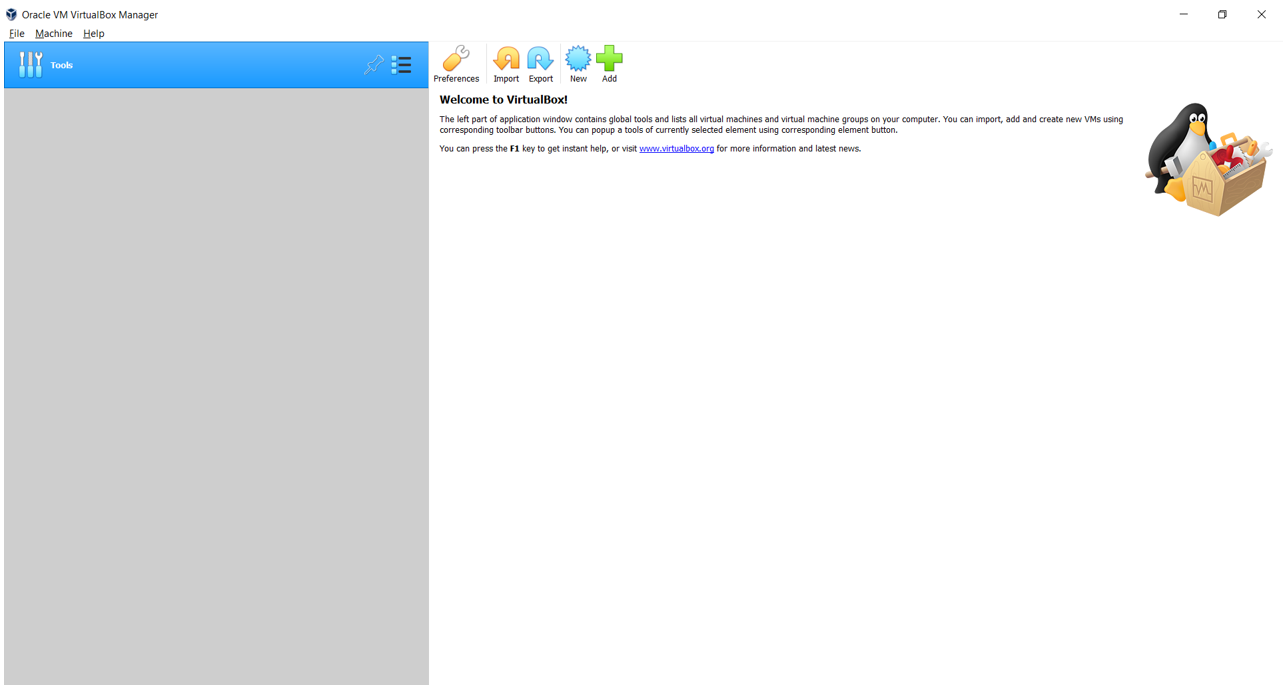 Oracle VM VirtualBox Manager
File Machine Help
Tools
Preferences Import Export New Add
Welcome to VirtualBox!
The left part of application window contains global tools and lists all virtual machines and virtual machine groups on your computer. You can import, add and create new VMs using
corresponding toolbar buttons. You can popup a tools of currently selected element using corresponding element button.
You can press the F1 key to get instant help, or visit www.virtualbox.org for more information and latest news.